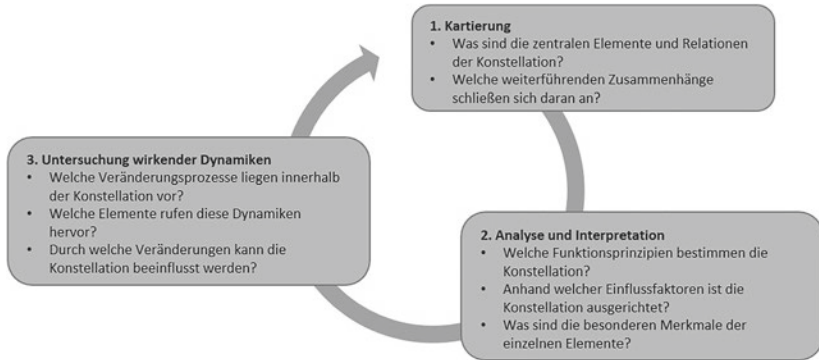 1. Kartierung
• Was sind die zentralen Elemente und Relationen
der Konstellation?
• Welche weiterführenden Zusammenhänge
schließen sich daran an?
3. Untersuchung wirkender Dynamiken
• Welche Veränderungsprozesse liegen innerhalb
der Konstellation vor?
• Welche Elemente rufen diese Dynamiken
hervor?
• Durch welche Veränderungen kann die
Konstellation beeinflusst werden?
2. Analyse und Interpretation
• Welche Funktionsprinzipien bestimmen die
Konstellation?
• Anhand welcher Einflussfaktoren ist die
Konstellation ausgerichtet?
• Was sind die besonderen Merkmale der
einzelnen Elemente?